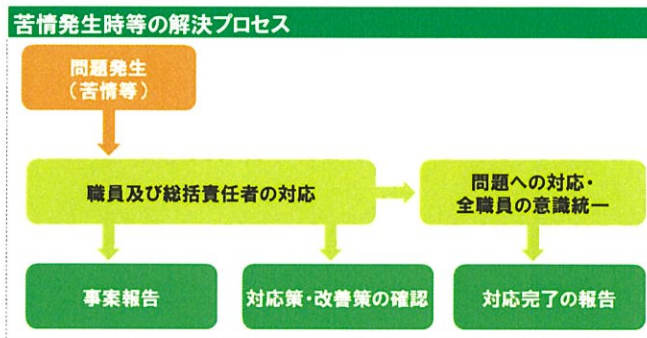 苦情発生時等の解決プロセス
問題発生
（苦情等）
職員及び総括責任者の対応
問題への対応・
全職員の意識統一
事案報告
対応策・改善策の確認
対応完了の報告